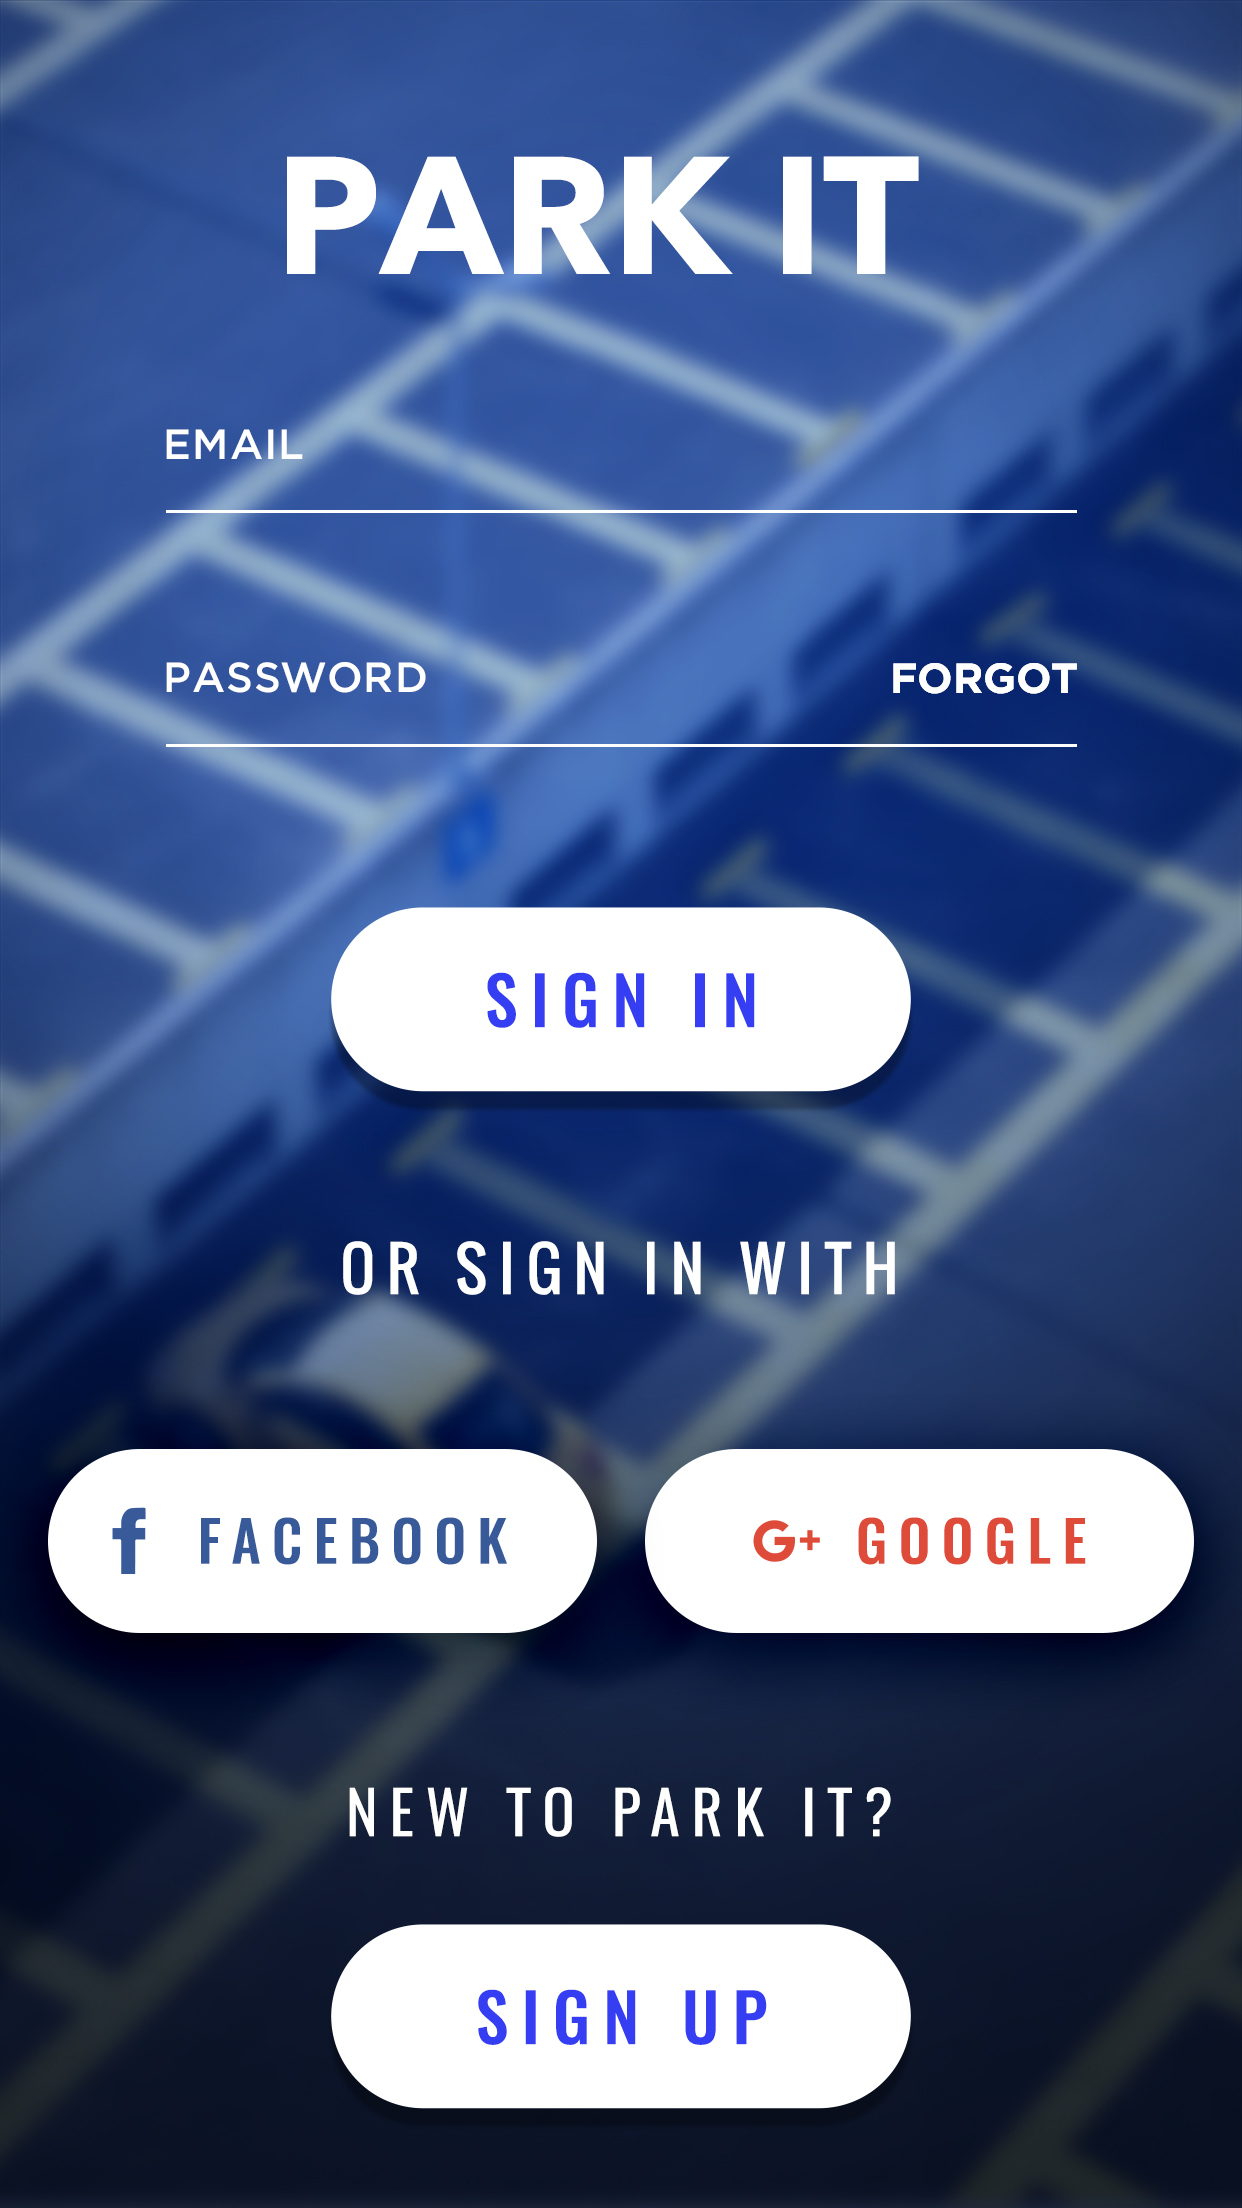 PARK IT
EMAIL
PASSWORD FORGOT
SIGN IN
OR SIGN IN WITH
f FACEBOOK G+ GOOGLE
NEW TO PARK IT?
SIGN UP